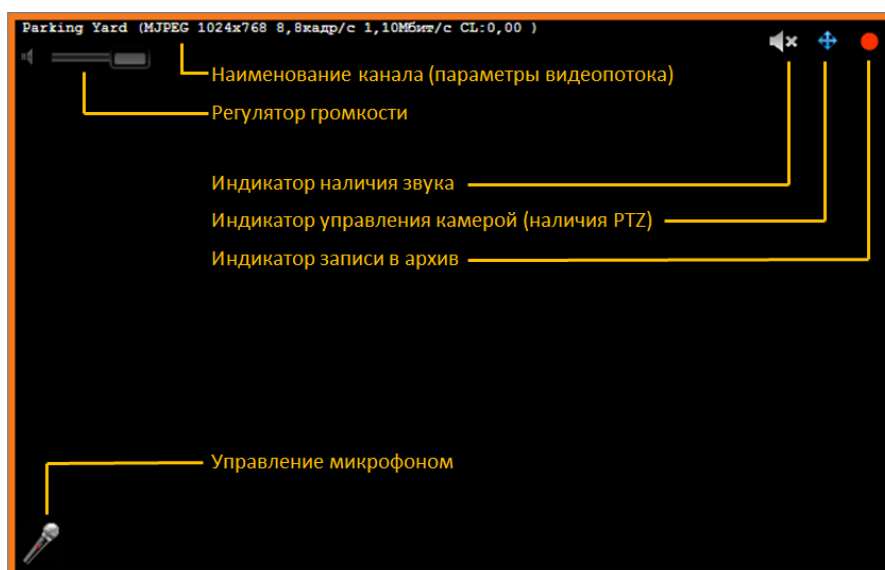 Parking Yard (MJPEG 1024x768 8,8кадр/с 1,10Мбит/с CL:0,00 )
Наименование канала (параметры видеопотока)
Регулятор громкости
Индикатор наличия звука
Индикатор управления камерой (наличия PTZ)
Индикатор записи в архив
Управление микрофоном